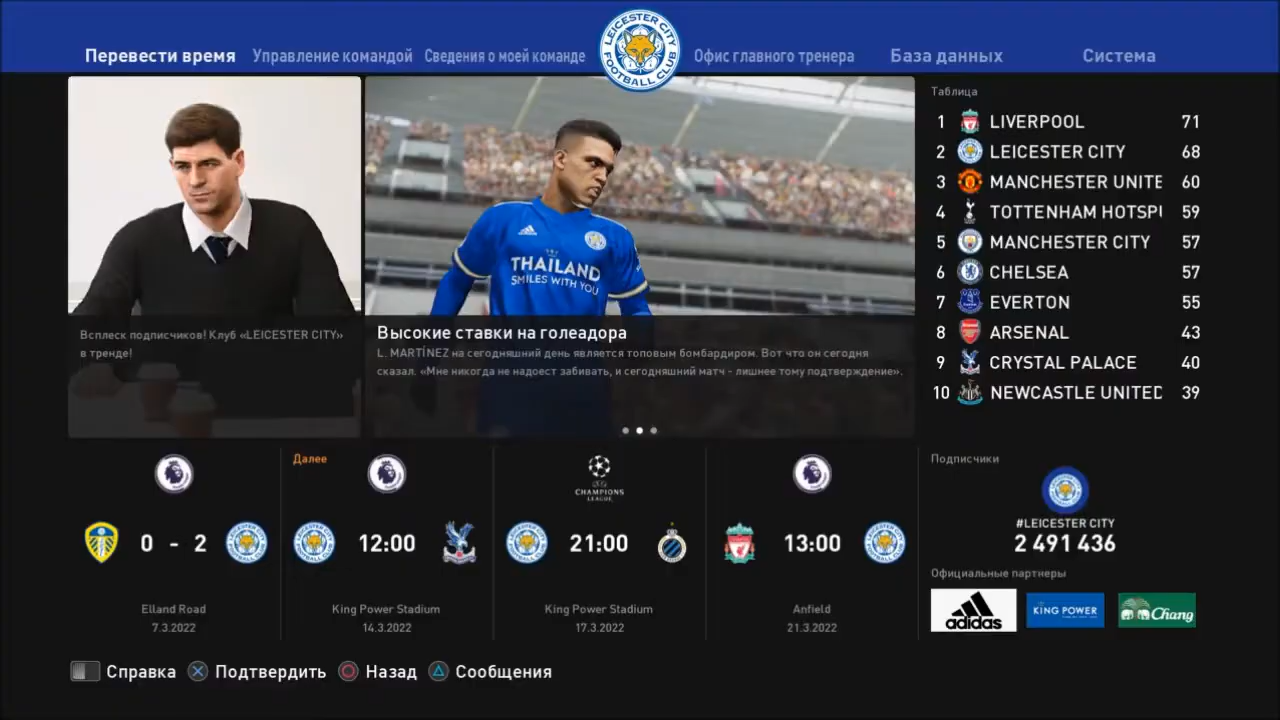 Перевести время
Управление командой
Сведения о моей команде
LEICESTER CITY FOOTBALL CLUB
Офис главного тренера
База данных
Система
Всплеск подписчиков! Клуб «LEICESTER CITY»
в тренде!
THAILAND
SMILES WITH YOU
Высокие ставки на голеадора
L. MARTÍNEZ на сегодняшний день является топовым бомбардиром. Вот что он сегодня
сказал. «Мне никогда не надоест забивать, и сегодняшний матч - лишнее тому подтверждение».
Таблица
1 LIVERPOOL 71
2 LEICESTER CITY 68
3 MANCHESTER UNITE 60
4 TOTTENHAM HOTSPU 59
5 MANCHESTER CITY 57
6 CHELSEA 57
7 EVERTON 55
8 ARSENAL 43
9 CRYSTAL PALACE 40
10 NEWCASTLE UNITED 39
0 - 2
Elland Road
7.3.2022
Далее
12:00
King Power Stadium
14.3.2022
CHAMPIONS
LEAGUE
21:00
King Power Stadium
17.3.2022
13:00
Anfield
21.3.2022
Подписчики
#LEICESTER CITY
2 491 436
Официальные партнеры
adidas
KING POWER
Chang
Справка
Подтвердить
Назад
Сообщения